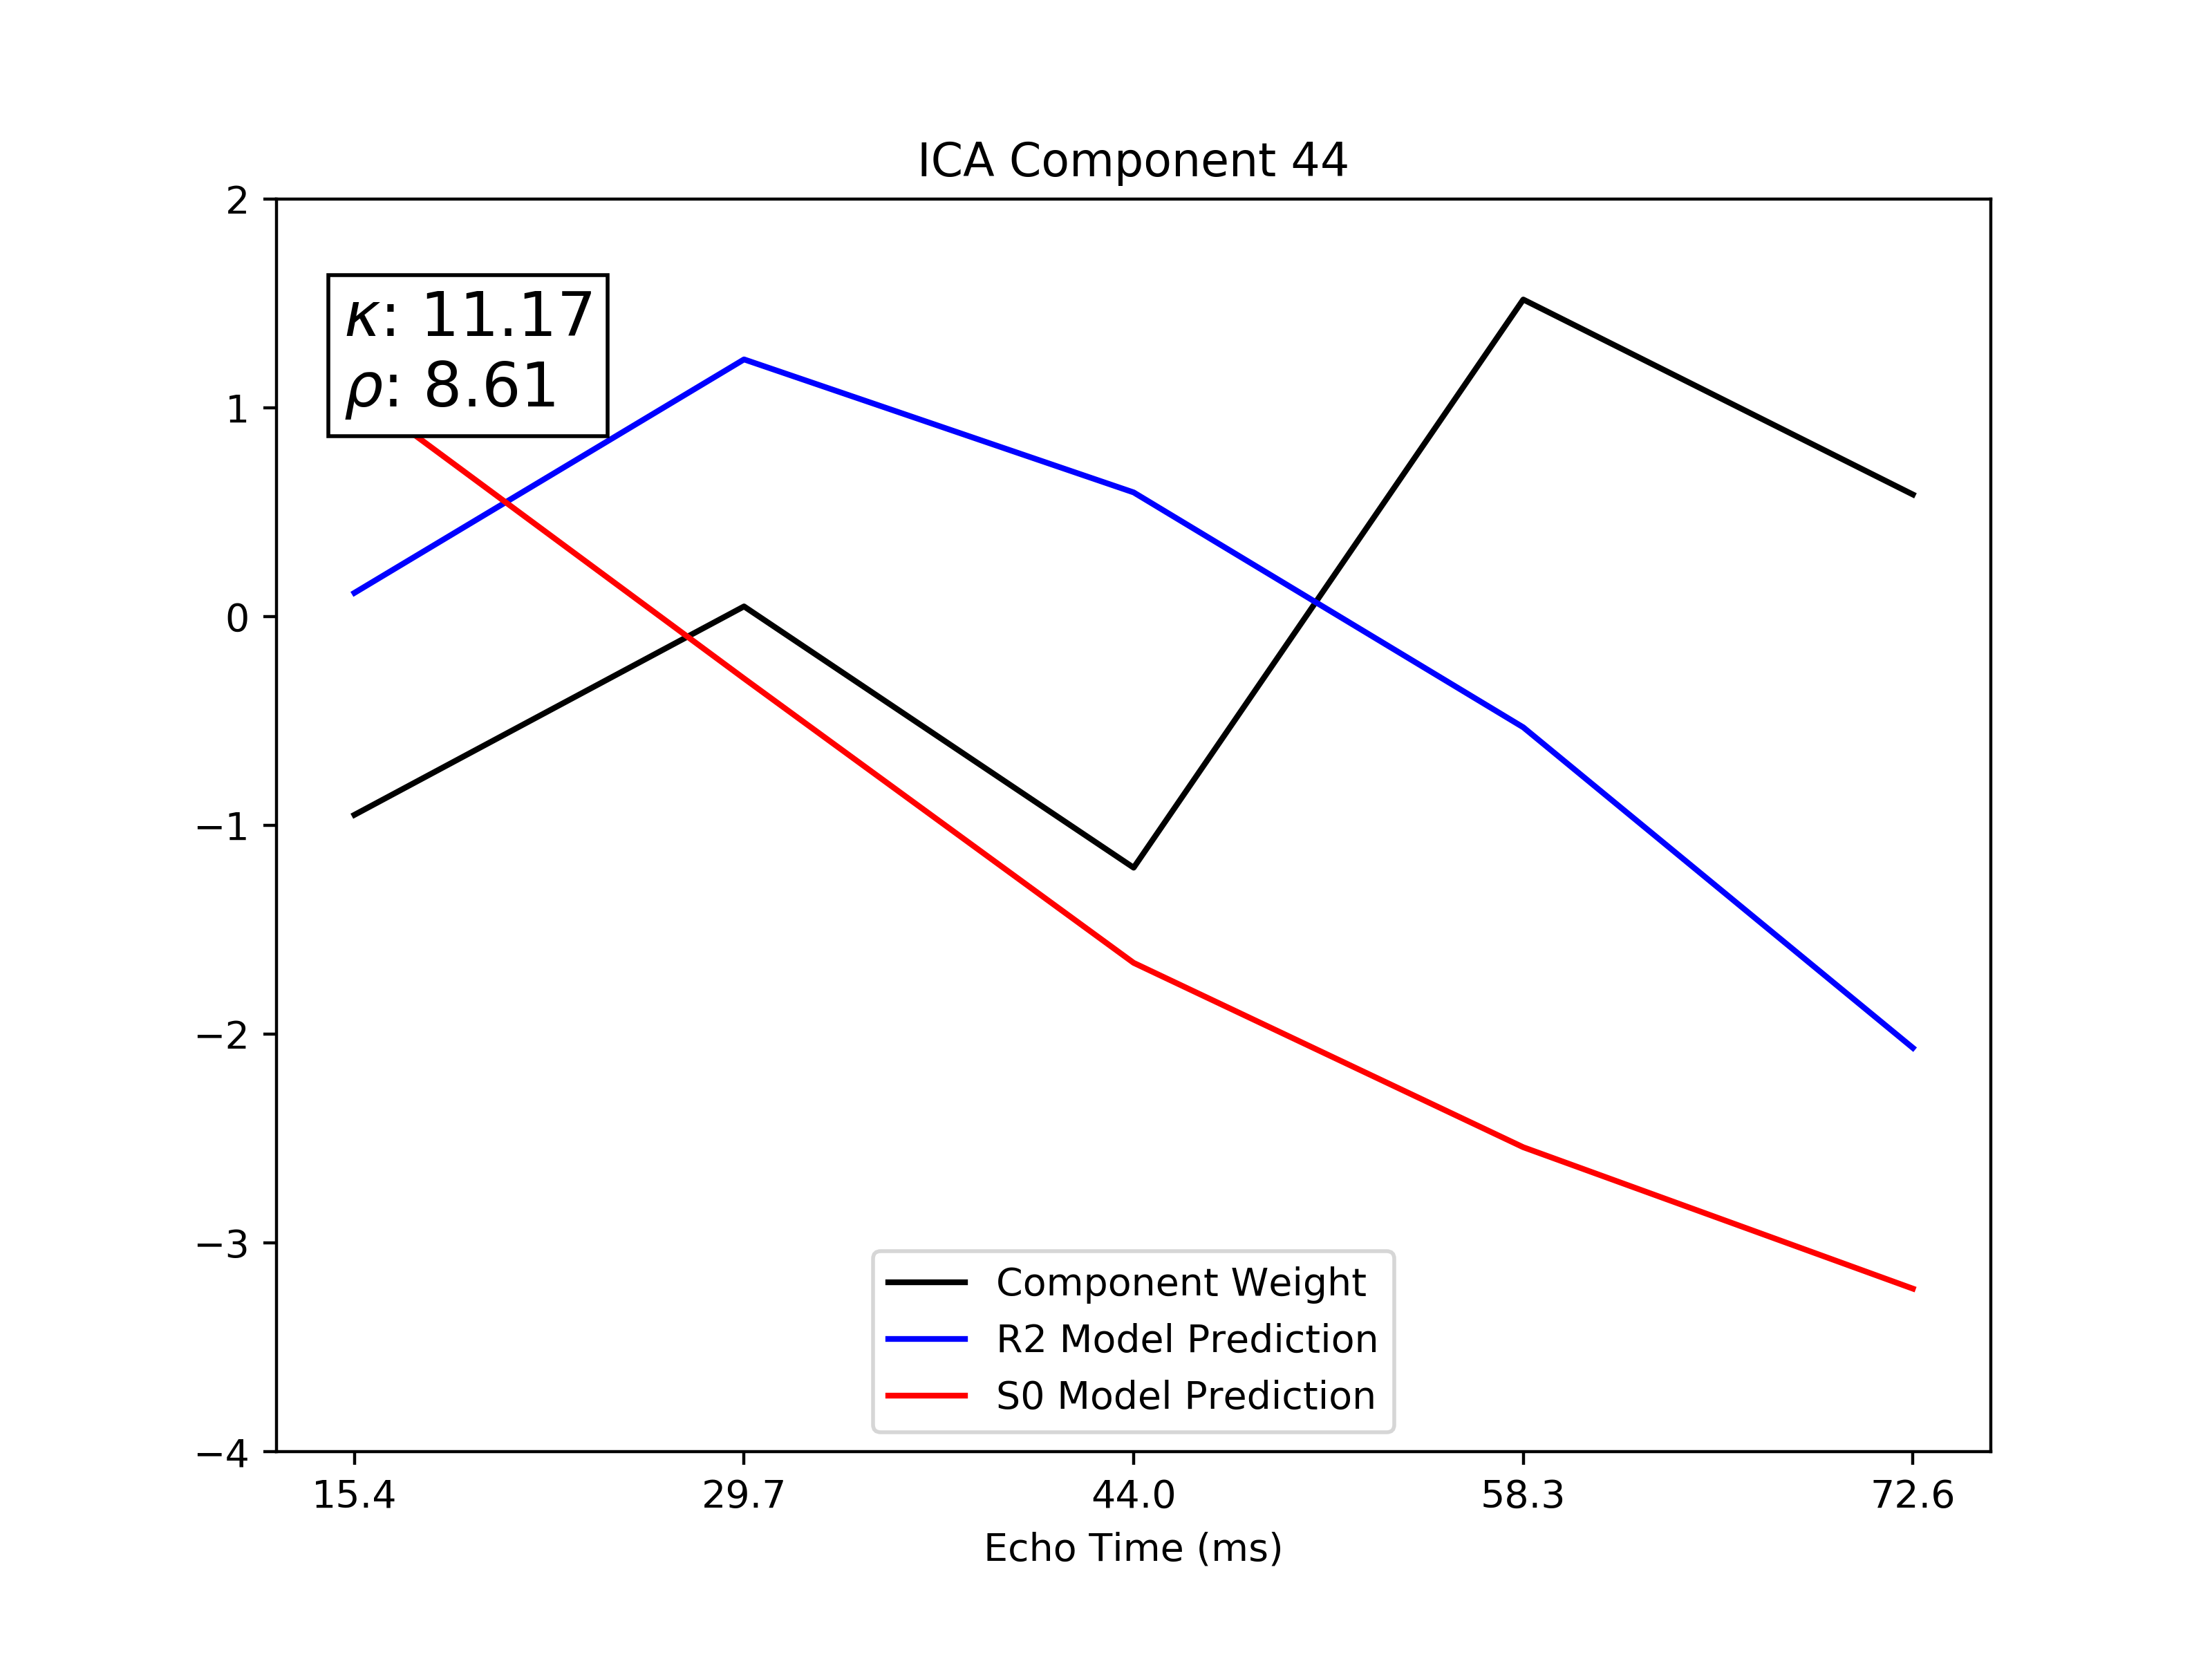 ICA Component 44
κ: 11.17
ρ: 8.61
2
1
0
−1
−2
−3
−4
Component Weight
R2 Model Prediction
S0 Model Prediction
15.4 29.7 44.0 58.3 72.6
Echo Time (ms)